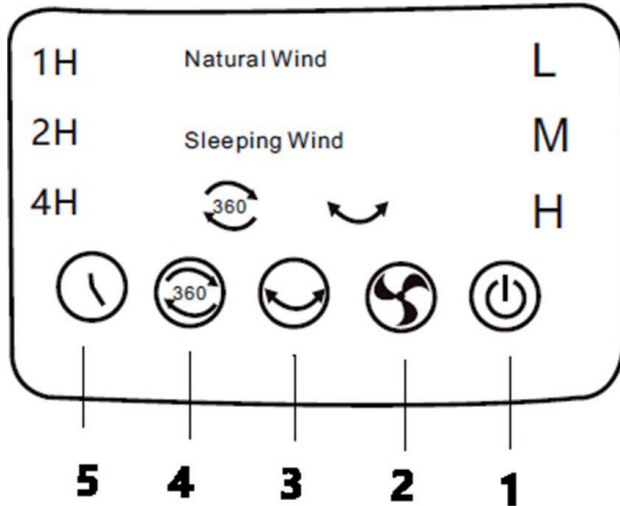 1H Natural Wind L
2H Sleeping Wind M
4H 360 H
360
5 4 3 2 1